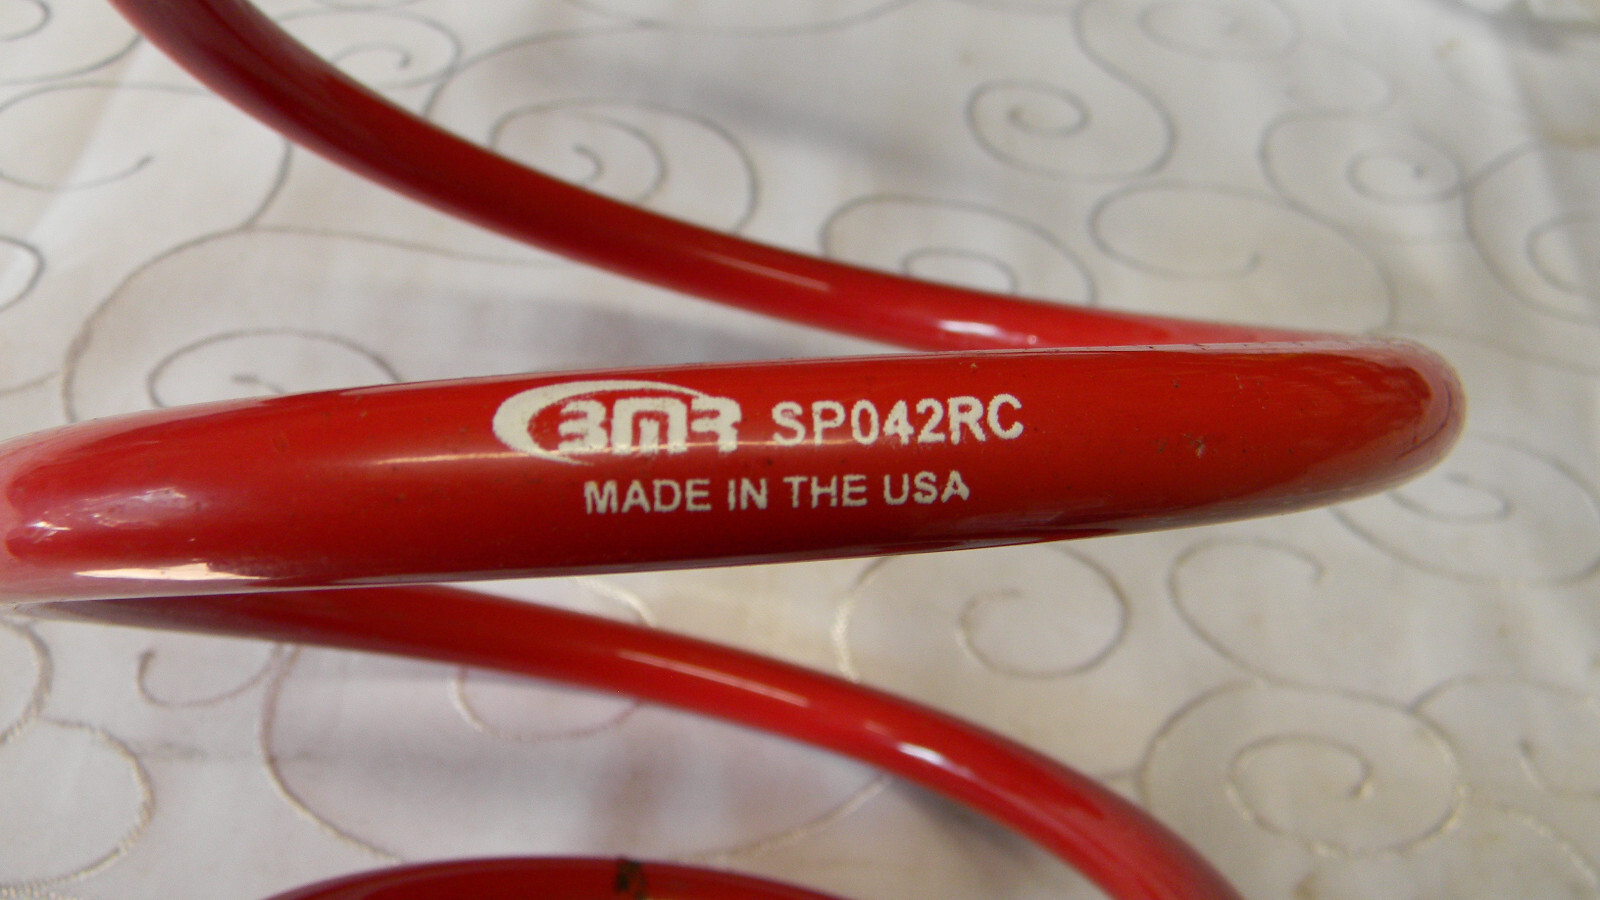 BMR SP042RC
MADE IN THE USA